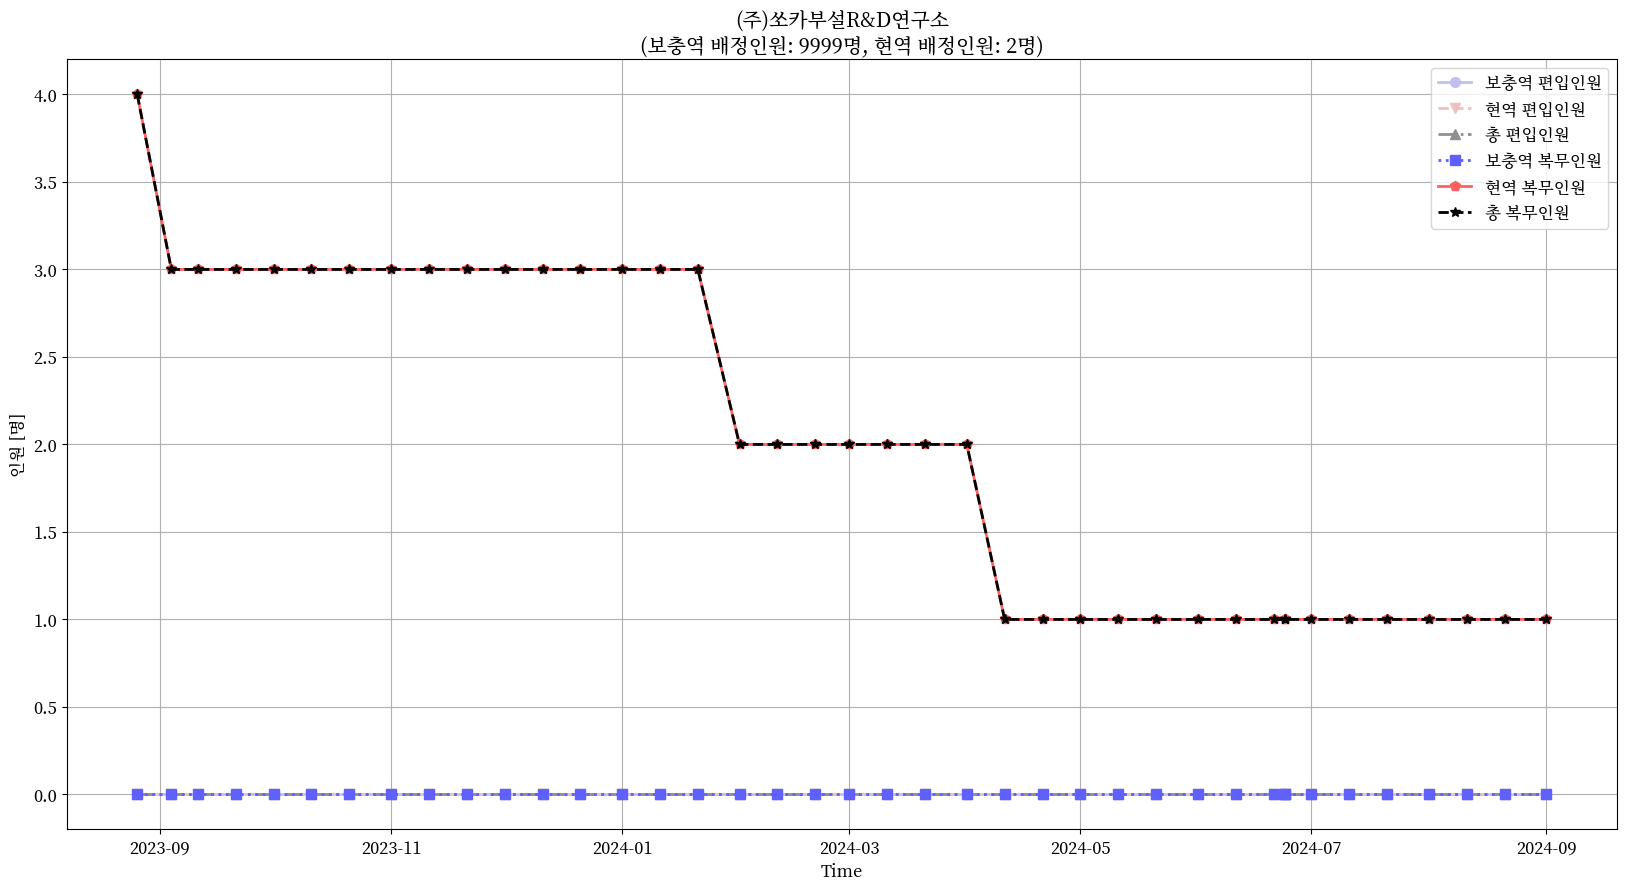 (주)쏘카부설R&D연구소
(보충역 배정인원: 9999명, 현역 배정인원: 2명)
보충역 편입인원
현역 편입인원
총 편입인원
보충역 복무인원
현역 복무인원
총 복무인원
4.0
3.5
3.0
2.5
2.0
1.5
1.0
0.5
0.0
인원 [명]
2023-09
2023-11
2024-01
2024-03
2024-05
2024-07
2024-09
Time